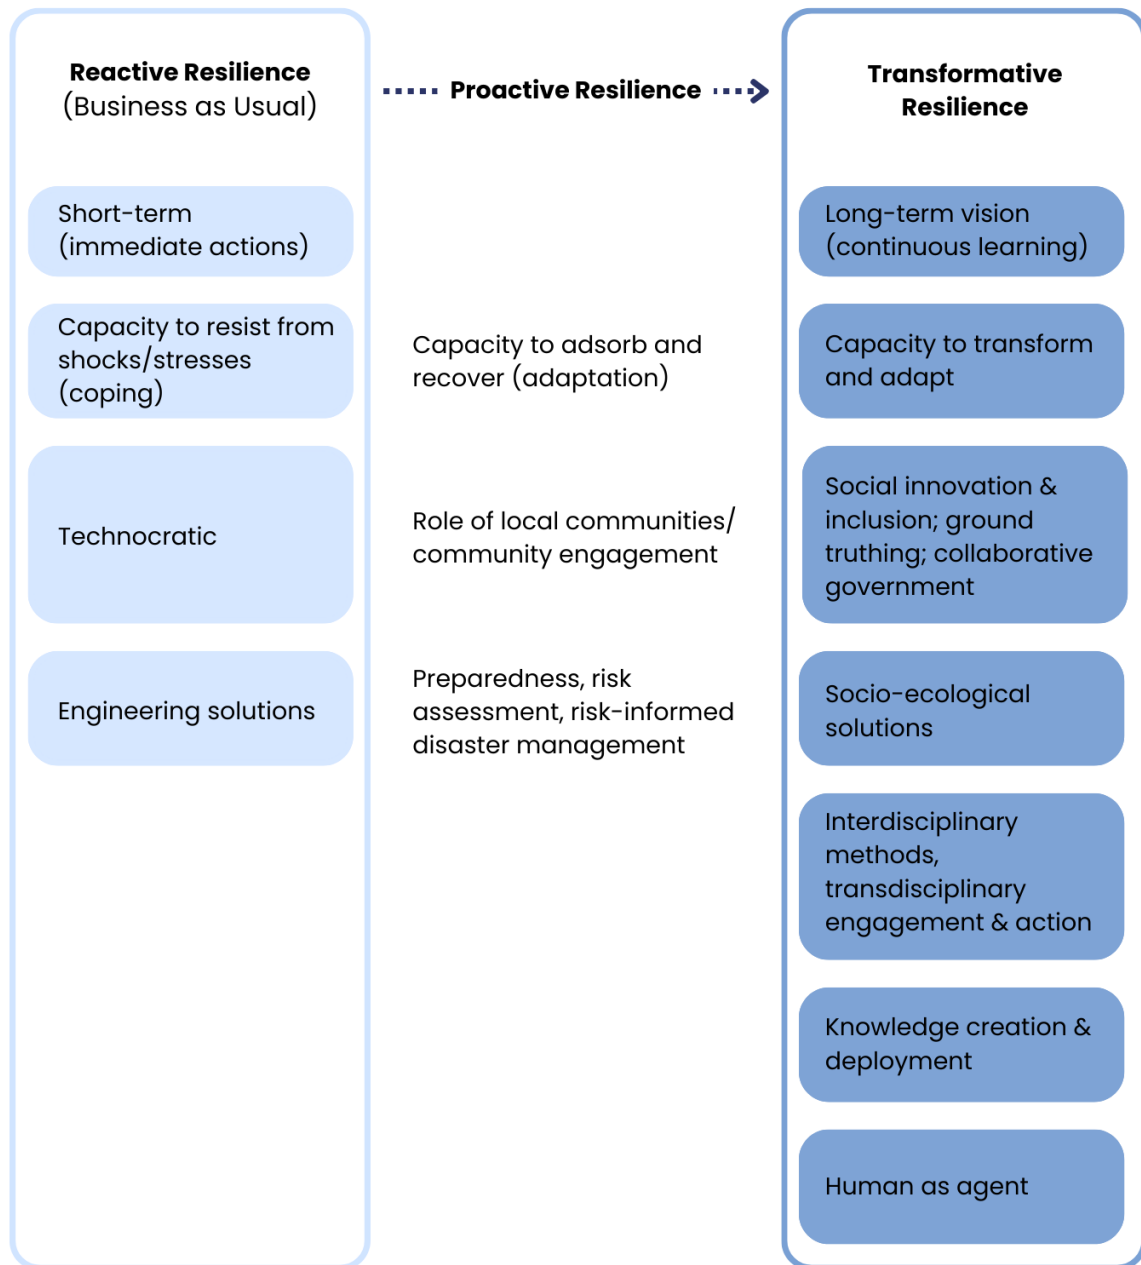 Reactive Resilience
(Business as Usual)
Proactive Resilience
Transformative
Resilience
Short-term
(immediate actions)
Long-term vision
(continuous learning)
Capacity to resist from
shocks/stresses
(coping)
Capacity to adsorb and
recover (adaptation)
Capacity to transform
and adapt
Technocratic
Role of local communities/
community engagement
Social innovation &
inclusion; ground
truthing; collaborative
government
Engineering solutions
Preparedness, risk
assessment, risk-informed
disaster management
Socio-ecological
solutions
Interdisciplinary
methods,
transdisciplinary
engagement & action
Knowledge creation &
deployment
Human as agent